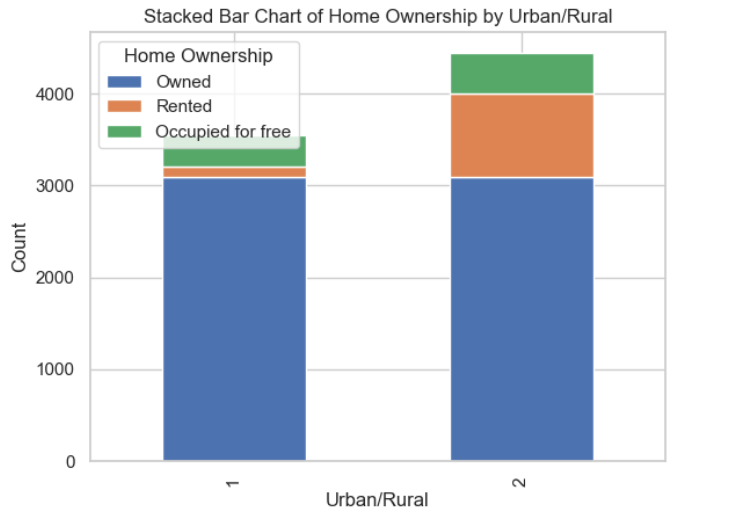 Stacked Bar Chart of Home Ownership by Urban/Rural
Home Ownership
Owned
Rented
Occupied for free
4000
3000
2000
1000
0
Count
1
2
Urban/Rural